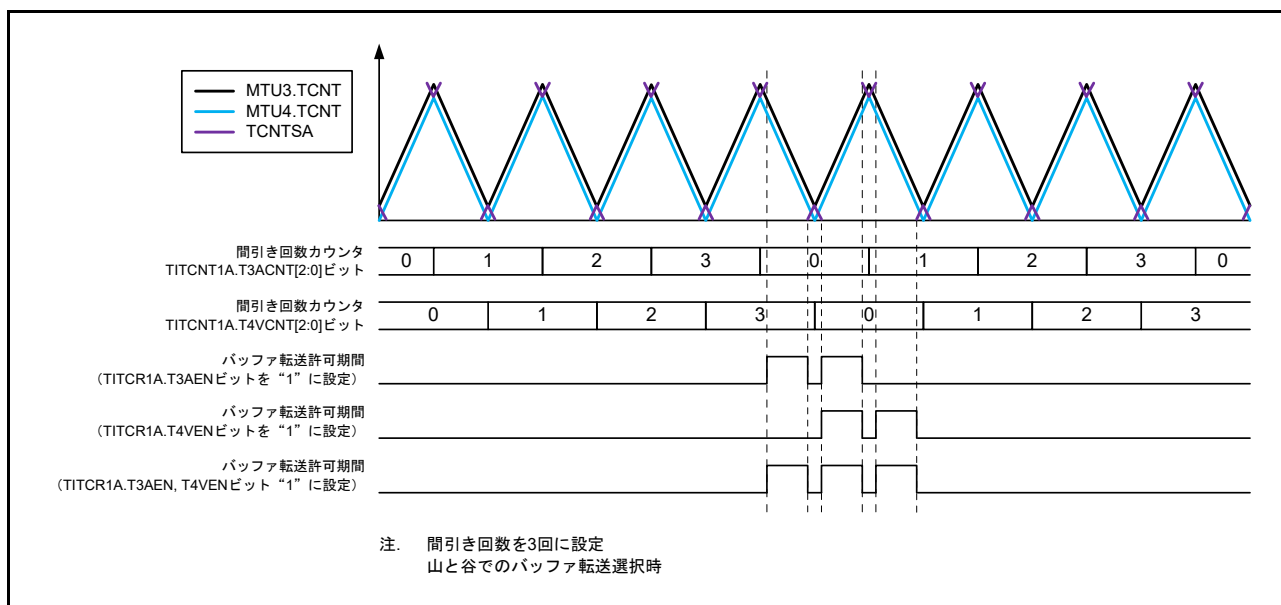 MTU3.TCNT
MTU4.TCNT
TCNTSA
間引き回数カウンタ
TITCNT1A.T3ACNT[2:0]ビット
0 1 2 3 0 1 2 3 0
間引き回数カウンタ
TITCNT1A.T4VCNT[2:0]ビット
0 1 2 3 0 1 2 3
バッファ転送許可期間
(TITCR1A.T3AENビットを“1”に設定)
バッファ転送許可期間
(TITCR1A.T4VENビットを“1”に設定)
バッファ転送許可期間
(TITCR1A.T3AEN, T4VENビット“1”に設定)
注. 間引き回数を3回に設定
山と谷でのバッファ転送選択時